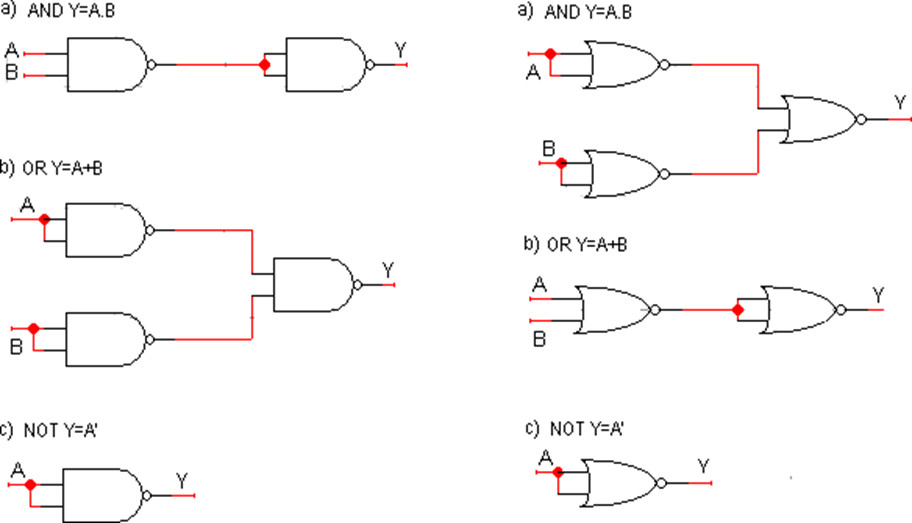 a) AND Y=A.B
A
B
Y
b) OR Y=A+B
A
B
Y
c) NOT Y=A'
A
Y
a) AND Y=A.B
A
B
Y
b) OR Y=A+B
A
B
Y
c) NOT Y=A'
A
Y